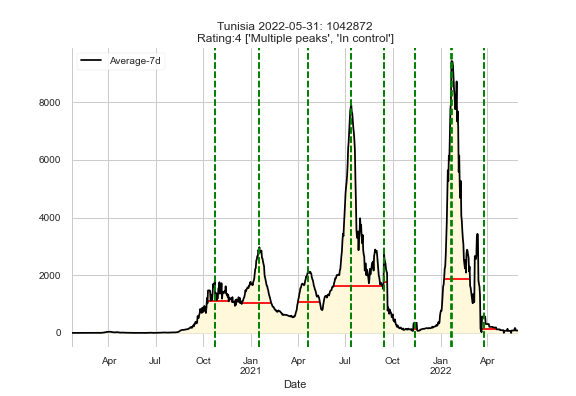 Tunisia 2022-05-31: 1042872
Rating:4 ['Multiple peaks', 'In control']
Average-7d
8000
6000
4000
2000
0
Apr Jul Oct Jan Apr Jul Oct Jan Apr
2021 2022
Date